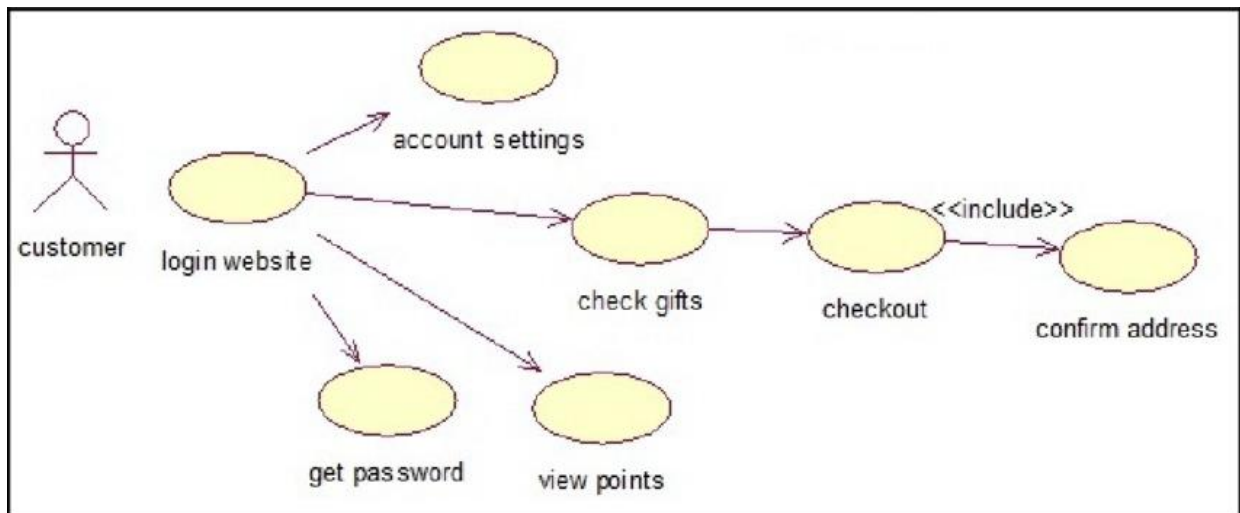 account settings
<<include>>
customer
login website
check gifts
checkout
confirm address
get password
view points